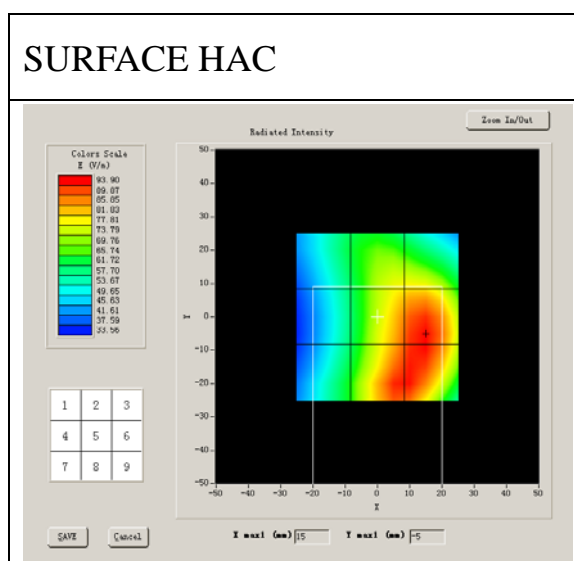 SURFACE HAC
Zoom In/Out
Radiated Intensity
Colors Scale
E (V/m)
93.90
89.87
85.85
81.83
77.81
73.79
69.76
65.74
61.72
57.70
53.67
49.65
45.63
41.61
37.59
33.56
50
40
30
20
10
Y 0
-10
-20
-30
-40
-50
-50 -40 -30 -20 -10 0 10 20 30 40 50
X
1 2 3
4 5 6
7 8 9
SAVE Cancel X max1 (mm) 15 Y max1 (mm) -5